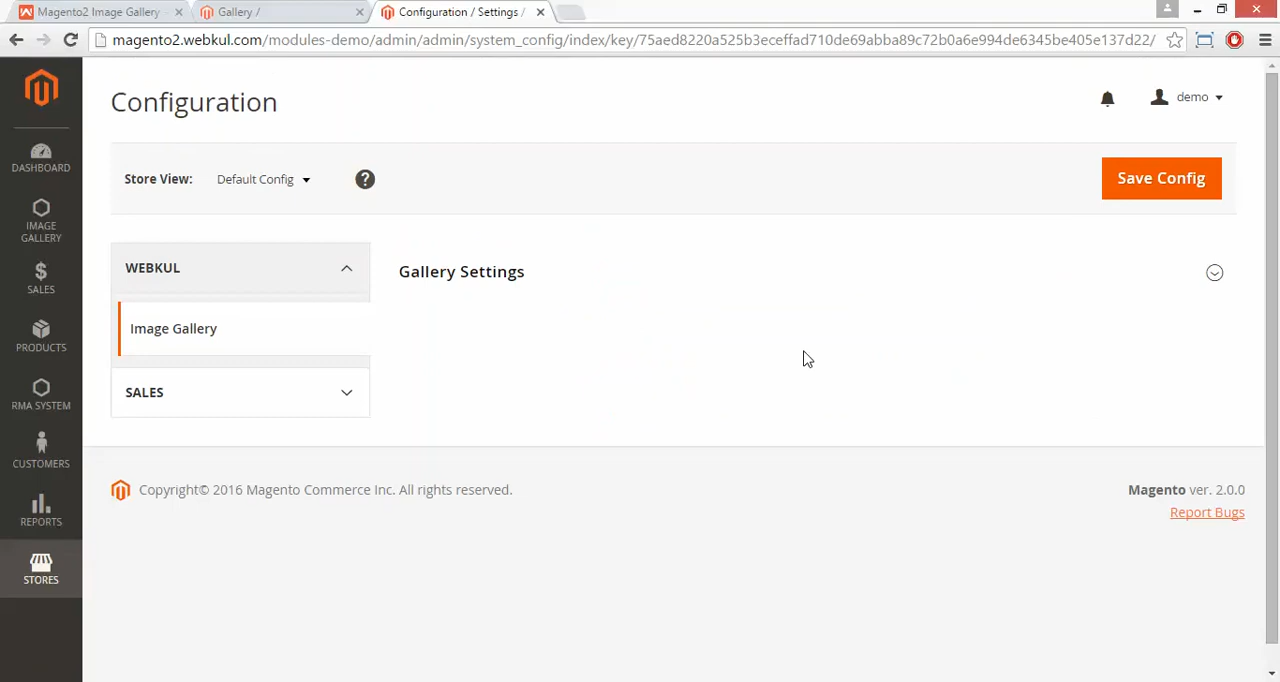 Magento2 Image Gallery
Gallery /
Configuration / Settings /
magento2.webkul.com/modules-demo/admin/admin/system_config/index/key/75aed8220a525b3eceffad710de69abba89c72b0a6e994de6345be405e137d22/
Configuration
demo
Store View:
Default Config
?
Save Config
DASHBOARD
IMAGE
GALLERY
SALES
PRODUCTS
RMA SYSTEM
CUSTOMERS
REPORTS
STORES
WEBKUL
Image Gallery
SALES
Gallery Settings
Copyright© 2016 Magento Commerce Inc. All rights reserved.
Magento ver. 2.0.0
Report Bugs